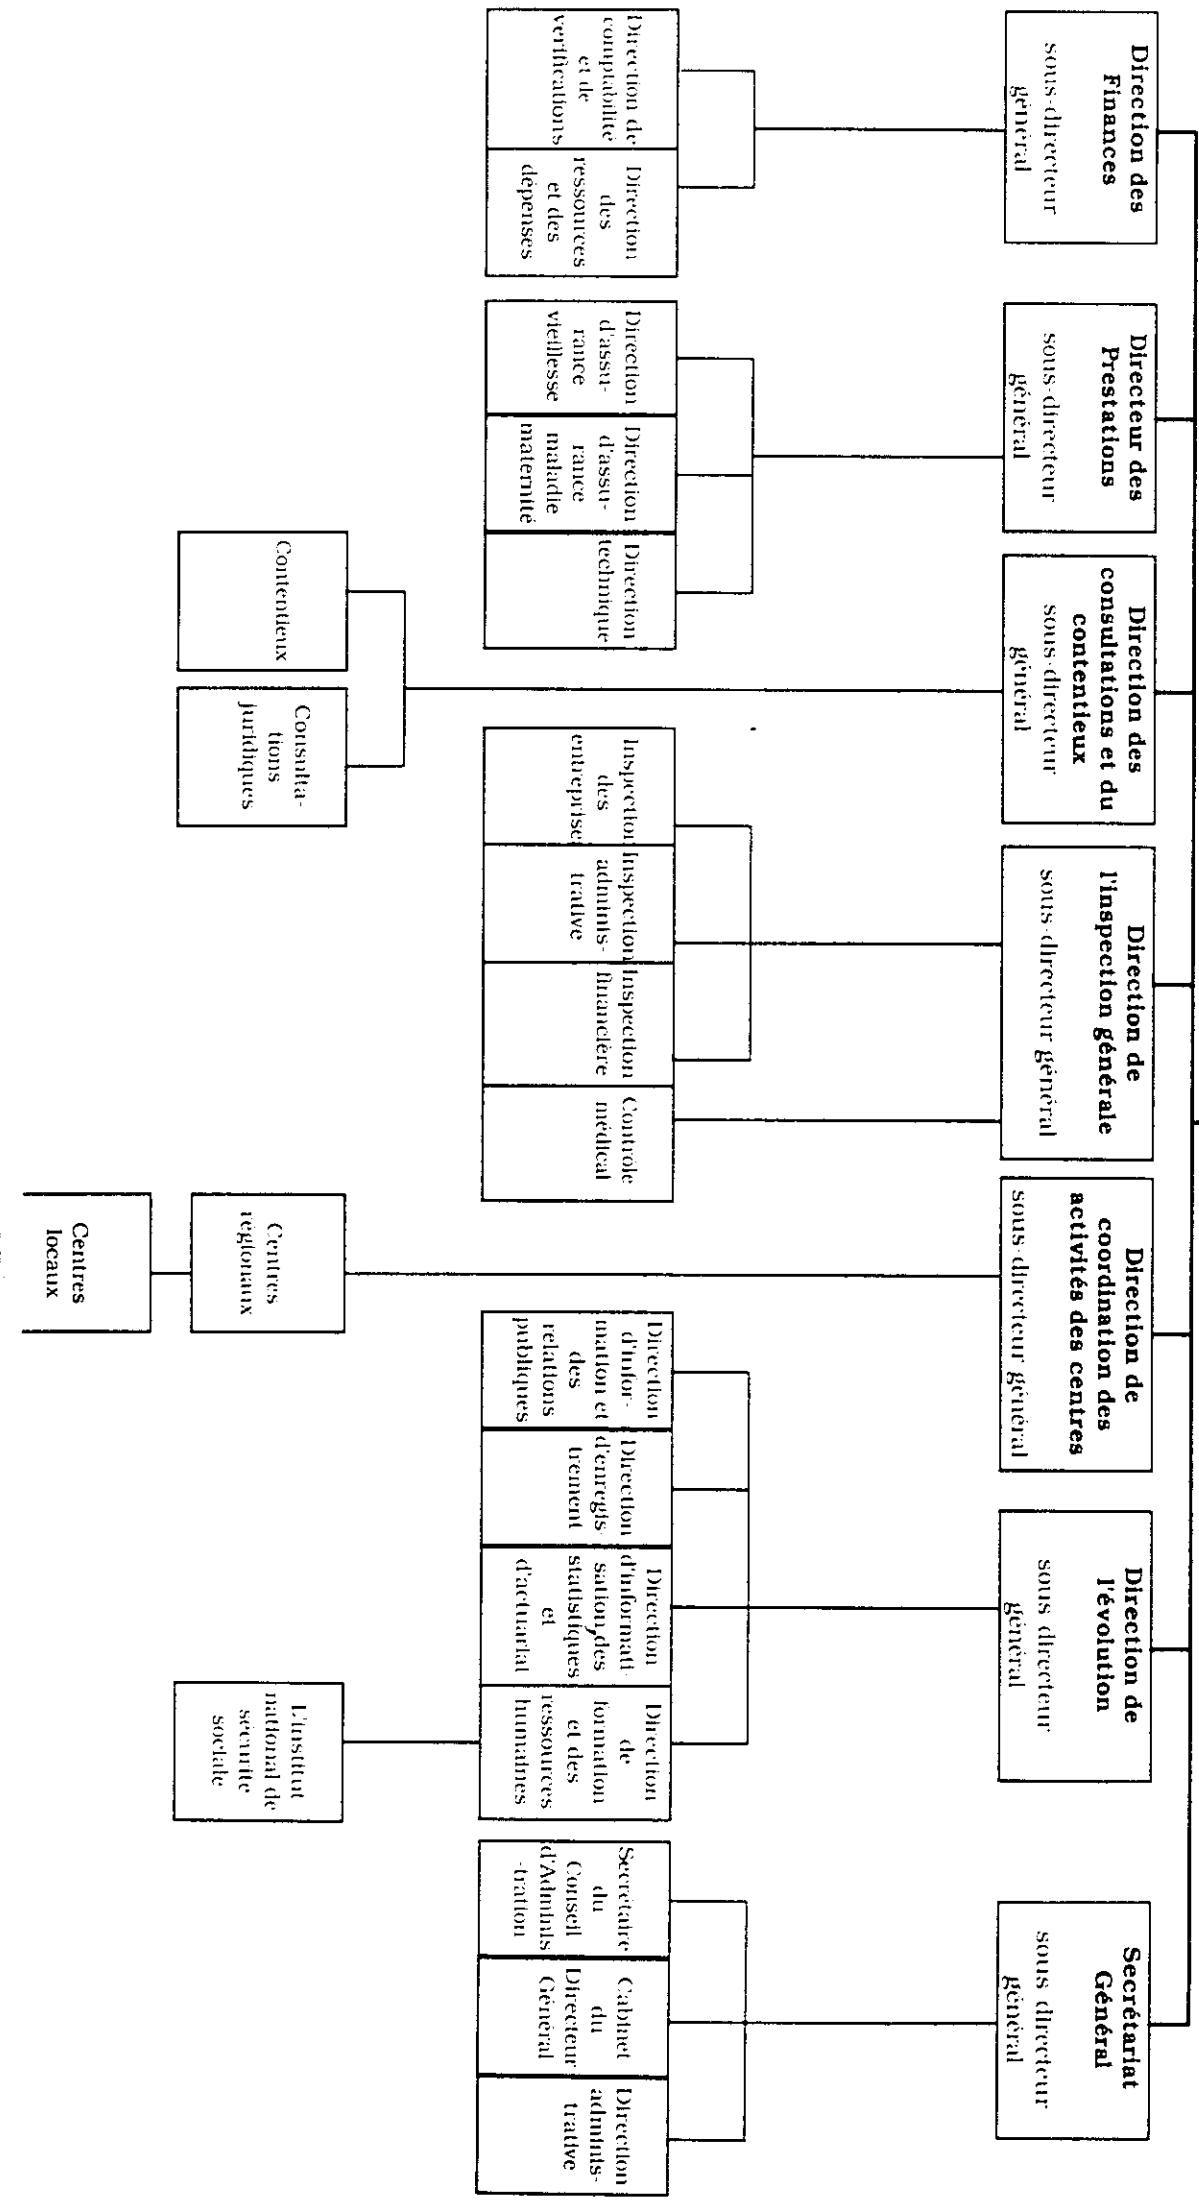 Direction des
Finances
sous-directeur
général
Directeur des
Prestations
sous-directeur
général
Direction des
consultations et du
contentieux
sous-directeur
général
Direction de
l'inspection générale
sous-directeur général
Direction de
coordination des
activités des centres
sous-directeur général
Direction de
l'évolution
sous directeur
général
Secrétariat
Général
sous directeur
général
Direction de
comptabilité
et de
vérifications
Direction
des
ressources
et des
dépenses
Direction
d'assu-
rance
vieillesse
Direction
d'assu-
rance
maladie
maternité
Direction
technique
Inspection
des
entreprise
Inspection
adminis-
trative
Inspection
financière
Contrôle
médical
Direction
d'infor-
mation et
des
relations
publiques
Direction
d'enregis-
trement
Direction
d'informati-
sation,des
statistiques
et
d'actuariat
Direction
de
formation
et des
ressources
humaines
Secrétaire
du
Conseil
d'Adminis
-tration
Cabinet
du
Directeur
Général
Direction
adminis-
trative
Contentieux
Consulta-
tions
juridiques
Centres
régionaux
L'institut
national de
sécurité
sociale
Centres
locaux